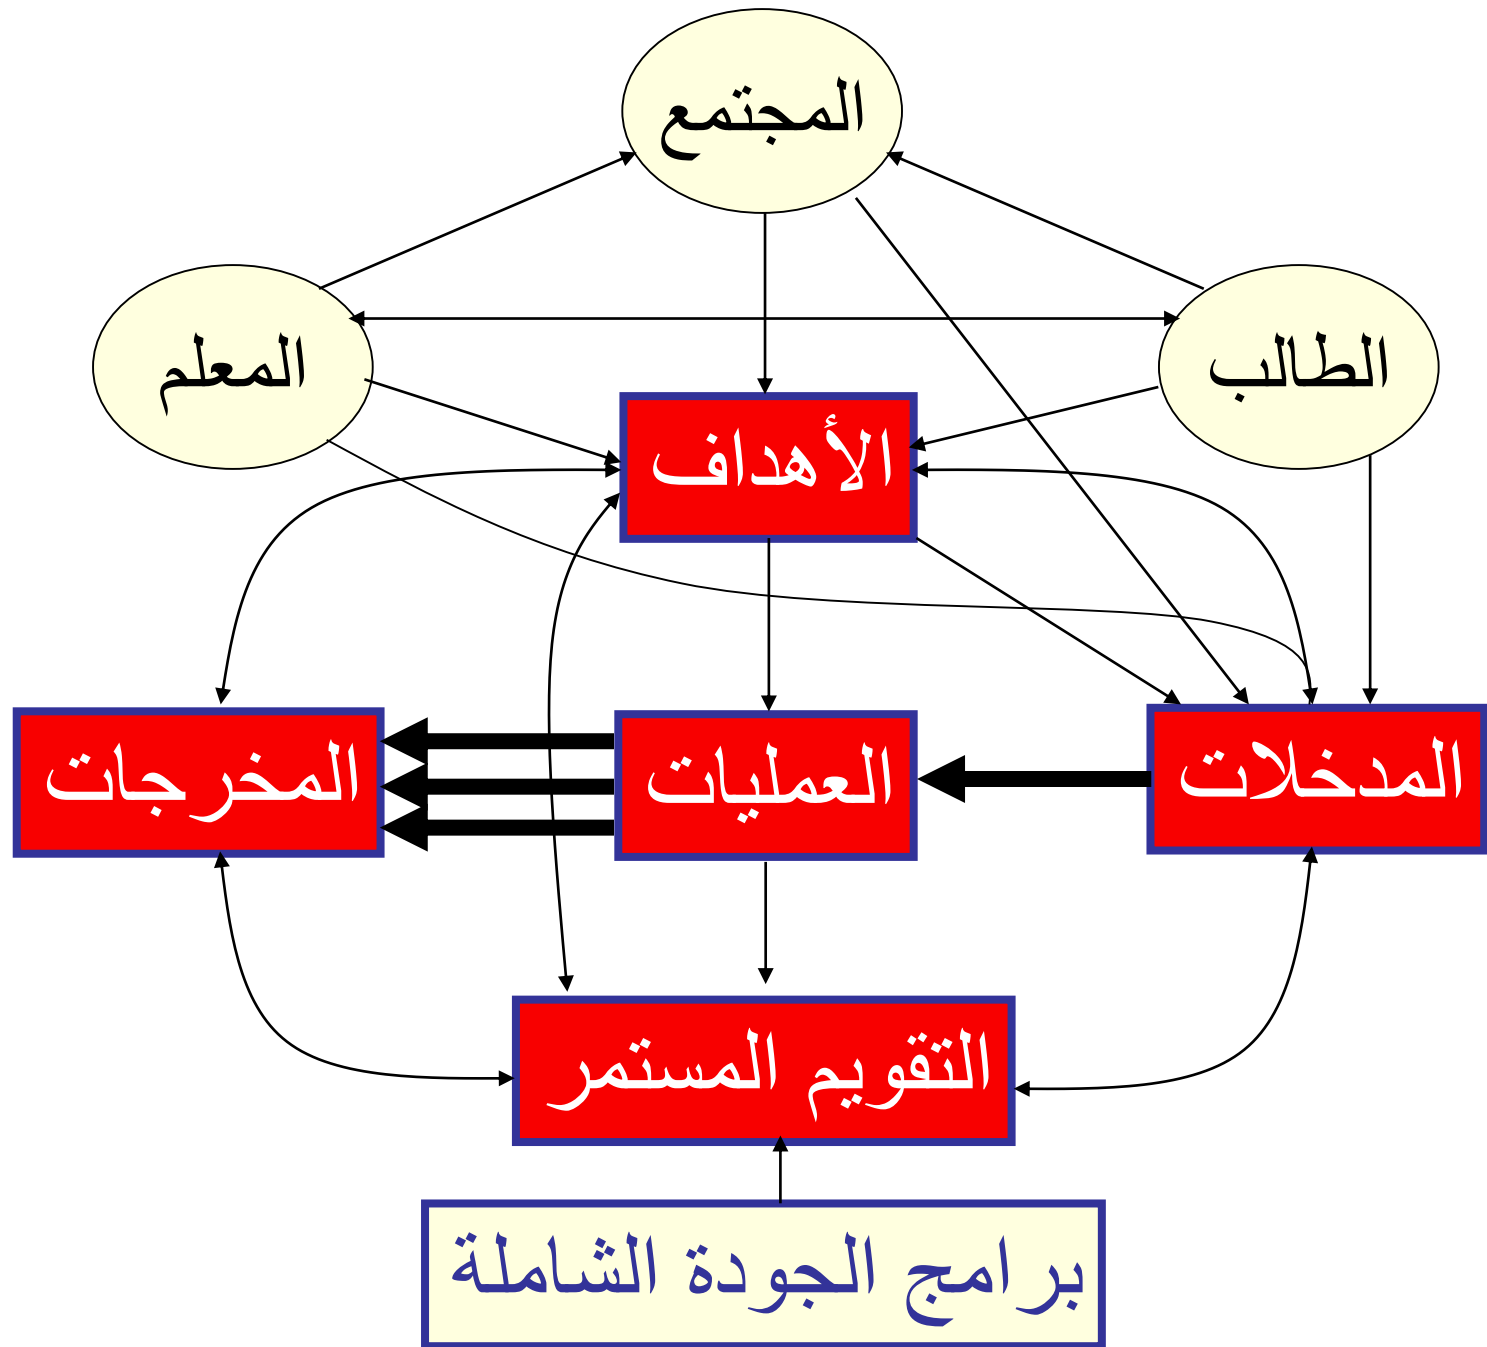 المجتمع
الطالب
المعلم
الأهداف
المدخلات
العمليات
المخرجات
التقويم المستمر
برامج الجودة الشاملة